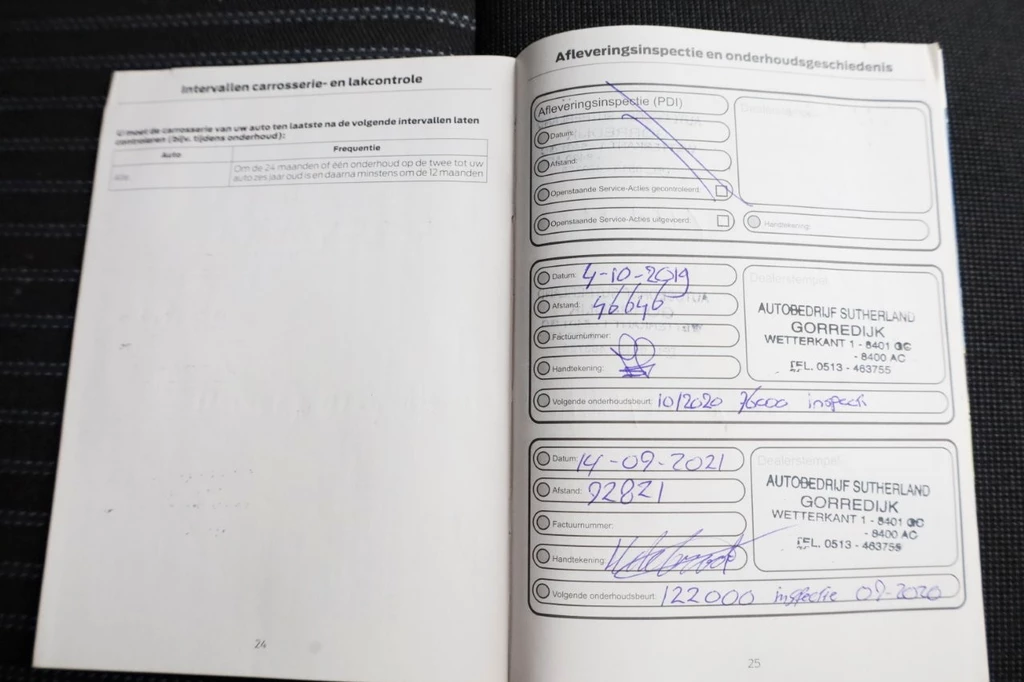 Intervallen carrosserie- en lakcontrole
U moet de carrosserie van uw auto ten laatste na de volgende intervallen laten
controleren (bijv. tijdens onderhoud):
Auto Frequentie
Alle. Om de 24 maanden of één onderhoud op de twee tot uw
auto zes jaar oud is en daarna minstens om de 12 maanden
24
Afleveringsinspectie en onderhoudsgeschiedenis
Afleveringsinspectie (PDI)
Datum:
Afstand:
Openstaande Service-Acties gecontroleerd:
Openstaande Service-Acties uitgevoerd:
Dealerstempel
Handtekening:
Datum: 4-10-2019
Afstand: 46646
Factuurnummer:
Handtekening:
Volgende onderhoudsbeurt: 10/2020 76000 inspecti
Dealerstempel
AUTOBEDRIJF SUTHERLAND
GORREDIJK
WETTERKANT 1 - 8401 GC
- 8400 AC
TEL. 0513 - 463755
Datum: 14-09-2021
Afstand: 92821
Factuurnummer:
Handtekening:
Volgende onderhoudsbeurt: 122000 inspectie 09-2020
Dealerstempel
AUTOBEDRIJF SUTHERLAND
GORREDIJK
WETTERKANT 1 - 8401 GC
- 8400 AC
TEL. 0513 - 463755
25